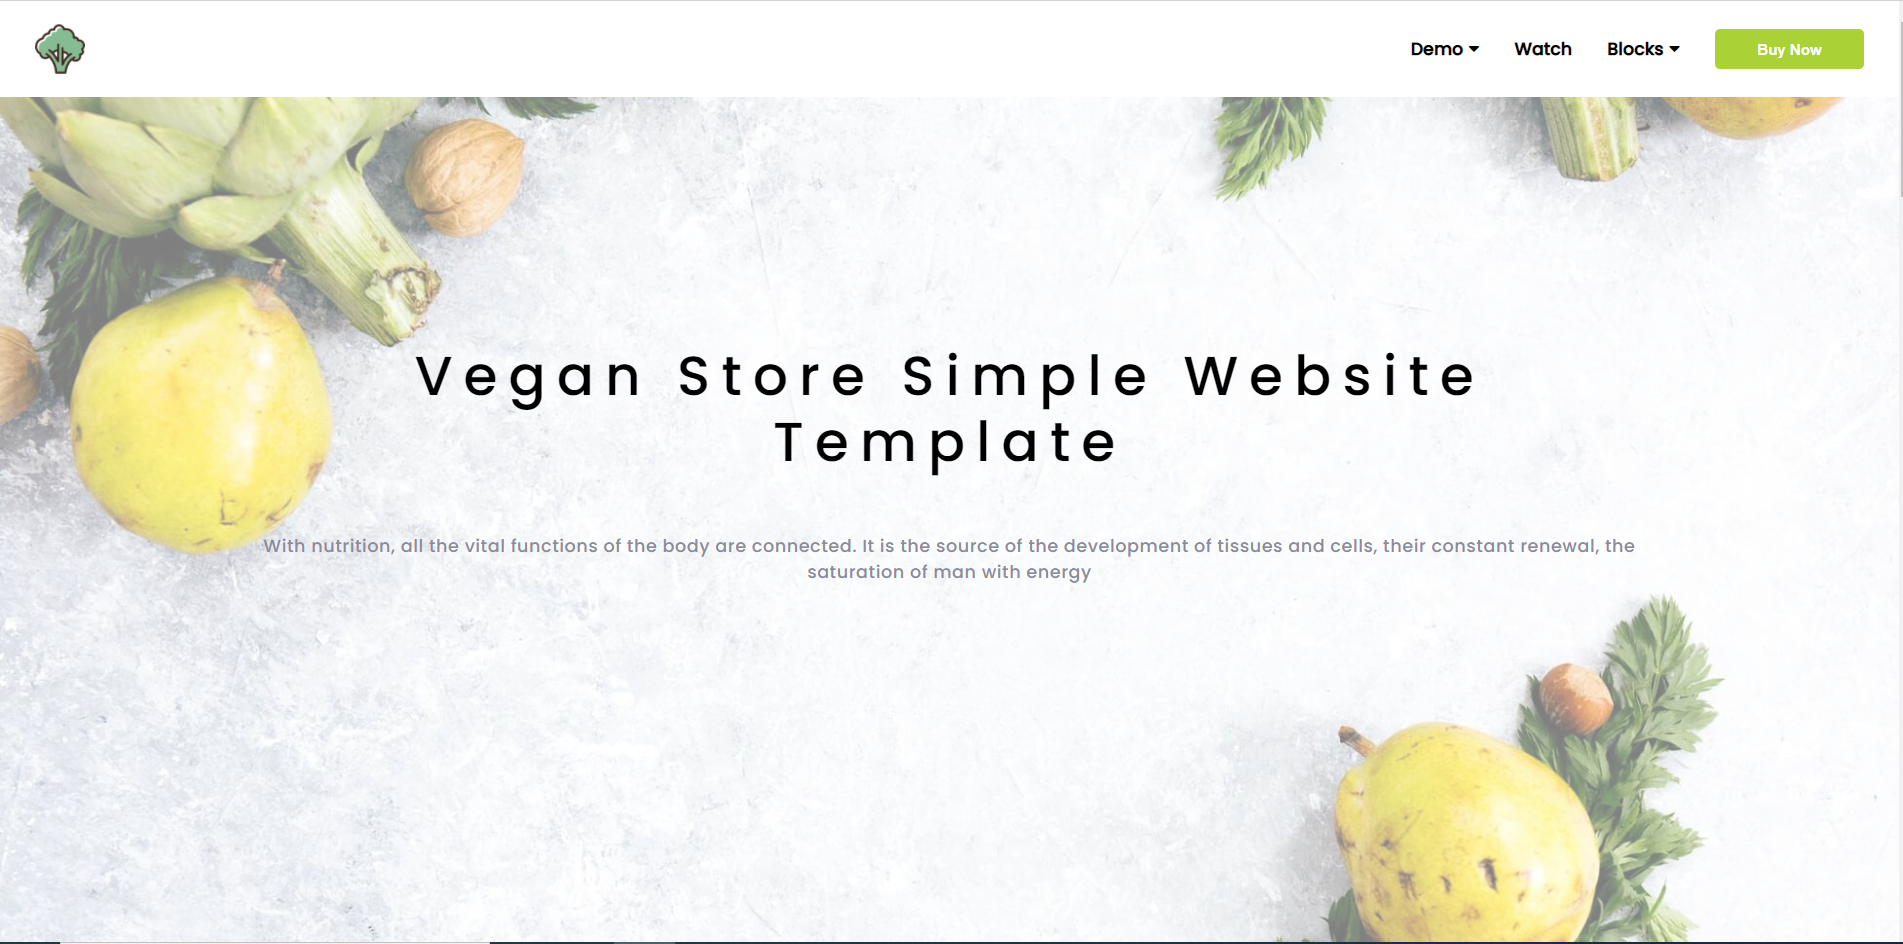 Demo
Watch
Blocks
Buy Now
Vegan Store Simple Website
Template
With nutrition, all the vital functions of the body are connected. It is the source of the development of tissues and cells, their constant renewal, the
saturation of man with energy